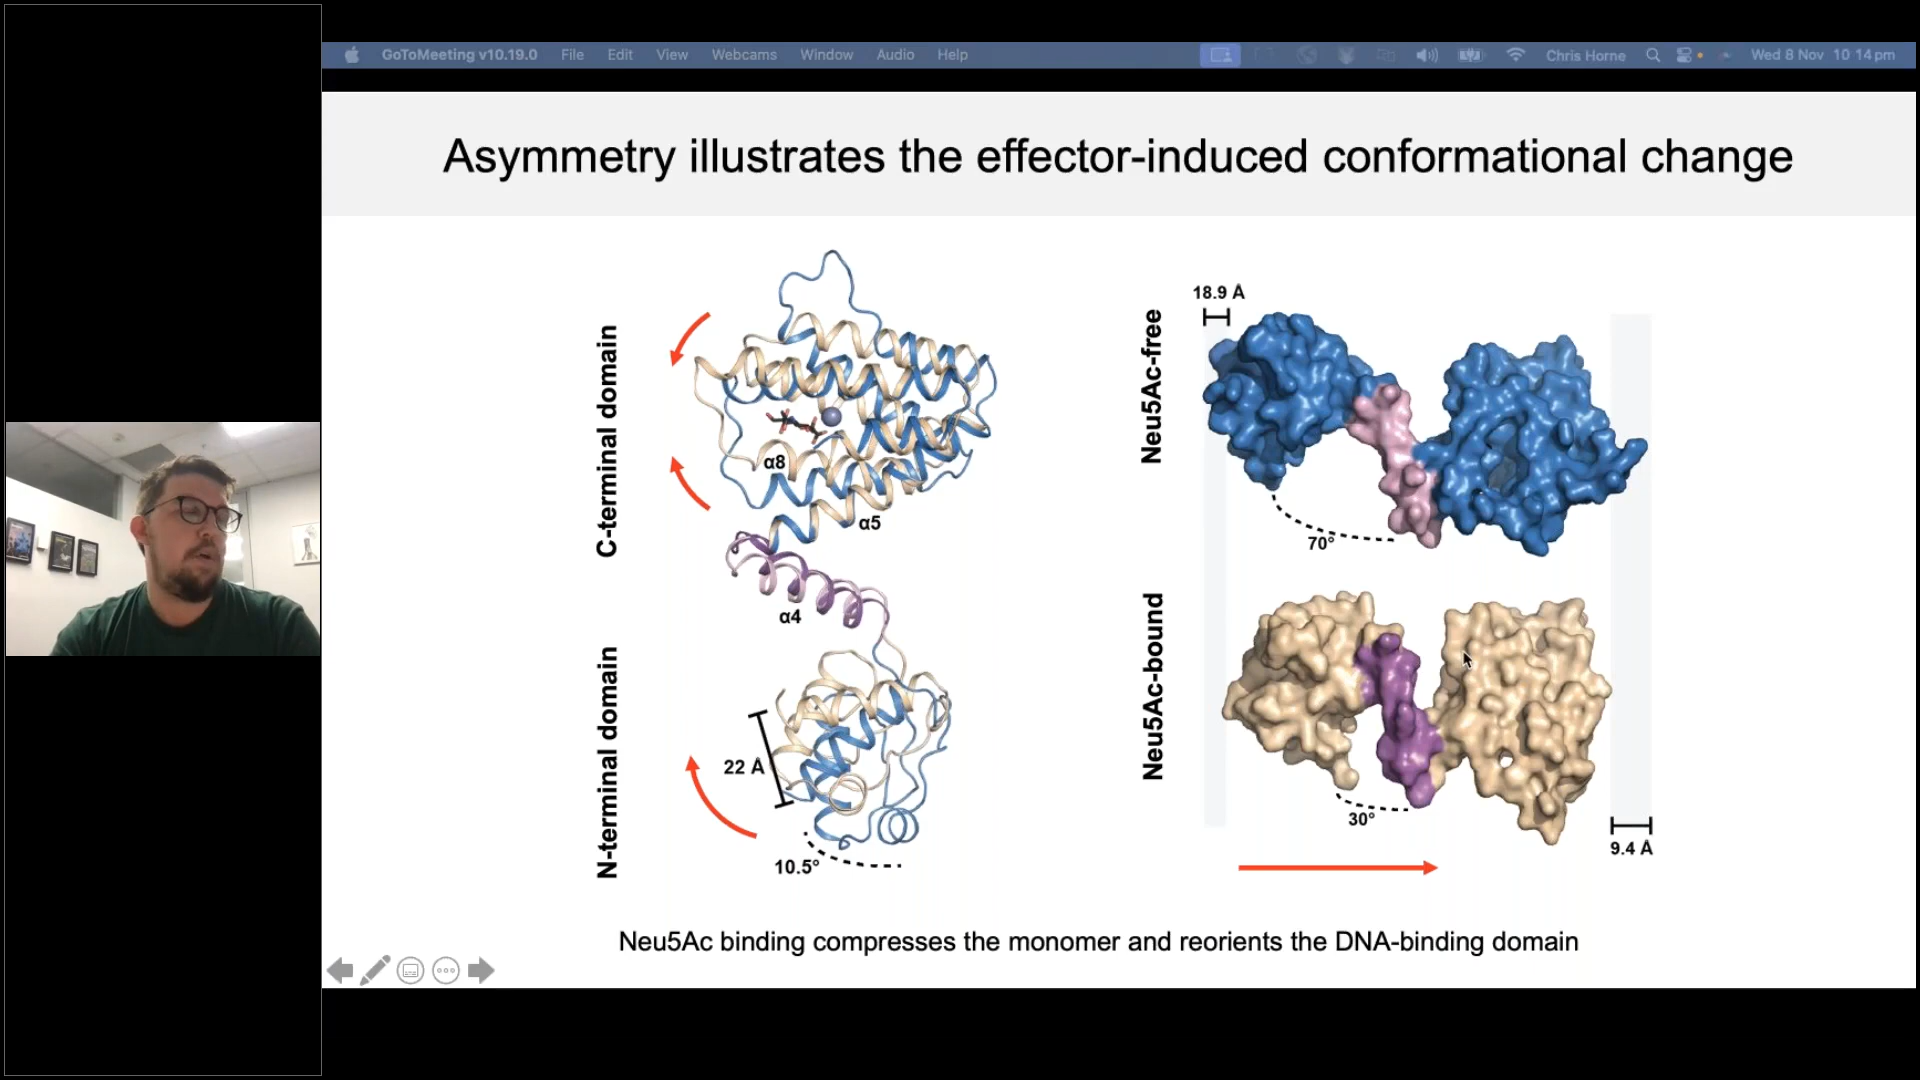 GoToMeeting v10.19.0 File Edit View Webcams Window Audio Help Chris Horne Wed 8 Nov 10 14 pm
Asymmetry illustrates the effector-induced conformational change
C-terminal domain
α8
α5
α4
N-terminal domain
22 Å
10.5°
Neu5Ac-free
18.9 Å
70°
Neu5Ac-bound
30°
9.4 Å
Neu5Ac binding compresses the monomer and reorients the DNA-binding domain